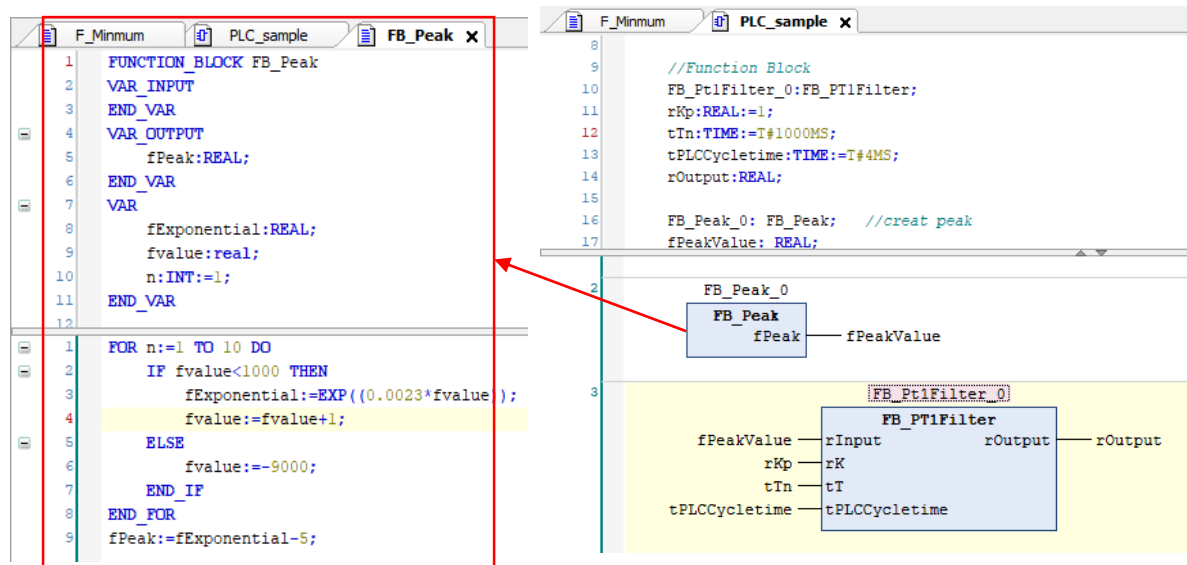 F_Minmum PLC_sample FB_Peak x
1 FUNCTION_BLOCK FB_Peak
2 VAR_INPUT
3 END_VAR
4 VAR_OUTPUT
5 fPeak:REAL;
6 END_VAR
7 VAR
8 fExponential:REAL;
9 fvalue:real;
10 n:INT:=1;
11 END_VAR
12
1 FOR n:=1 TO 10 DO
2 IF fvalue<1000 THEN
3 fExponential:=EXP((0.0023*fvalue));
4 fvalue:=fvalue+1;
5 ELSE
6 fvalue:=-9000;
7 END_IF
8 END_FOR
9 fPeak:=fExponential-5;
F_Minmum PLC_sample x
8
9 //Function Block
10 FB_Pt1Filter_0:FB_PT1Filter;
11 rKp:REAL:=1;
12 tTn:TIME:=T#1000MS;
13 tPLCCycletime:TIME:=T#4MS;
14 rOutput:REAL;
15
16 FB_Peak_0: FB_Peak; //creat peak
17 fPeakValue: REAL;
2 FB_Peak_0
FB_Peak
fPeak fPeakValue
3 FB_Pt1Filter_0
FB_PT1Filter
fPeakValue rInput rOutput rOutput
rKp rK
tTn tT
tPLCCycletime tPLCCycletime